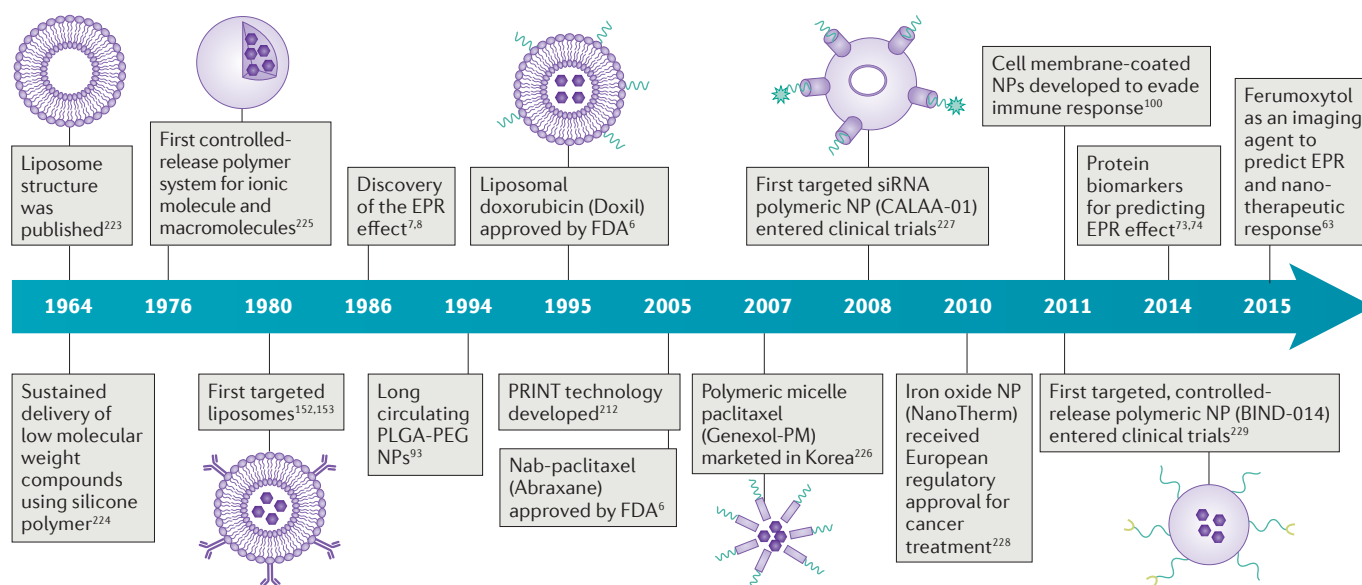 Liposome
structure
was
published223
First controlled-
release polymer
system for ionic
molecule and
macromolecules225
Discovery
of the EPR
effect7,8
Liposomal
doxorubicin (Doxil)
approved by FDA6
First targeted siRNA
polymeric NP (CALAA-01)
entered clinical trials227
Cell membrane-coated
NPs developed to evade
immune response100
Protein
biomarkers
for predicting
EPR effect73,74
Ferumoxytol
as an imaging
agent to
predict EPR
and nano-
therapeutic
response63
1964 1976 1980 1986 1994 1995 2005 2007 2008 2010 2011 2014 2015
Sustained
delivery of
low molecular
weight
compounds
using silicone
polymer224
First targeted
liposomes152,153
Long
circulating
PLGA-PEG
NPs93
PRINT technology
developed212
Nab-paclitaxel
(Abraxane)
approved by FDA6
Polymeric micelle
paclitaxel
(Genexol-PM)
marketed in Korea226
Iron oxide NP
(NanoTherm)
received
European
regulatory
approval for
cancer
treatment228
First targeted, controlled-
release polymeric NP (BIND-014)
entered clinical trials229